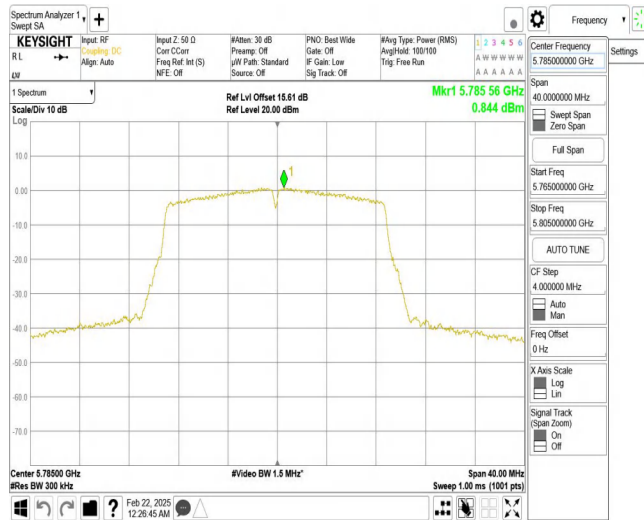 Spectrum Analyzer 1
Swept SA
+
Frequency
KEYSIGHT
R L
Input: RF
Coupling: DC
Align: Auto
Input Z: 50 Ω
Corr CCorr
Freq Ref: Int (S)
NFE: Off
#Atten: 30 dB
Preamp: Off
µW Path: Standard
Source: Off
PNO: Best Wide
Gate: Off
IF Gain: Low
Sig Track: Off
#Avg Type: Power (RMS)
Avg|Hold: 100/100
Trig: Free Run
1 2 3 4 5 6
A W W W W W
A A A A A A
Center Frequency
5.785000000 GHz
Settings
Span
40.0000000 MHz
Swept Span
Zero Span
Full Span
Start Freq
5.765000000 GHz
Stop Freq
5.805000000 GHz
AUTO TUNE
CF Step
4.000000 MHz
Auto
Man
Freq Offset
0 Hz
X Axis Scale
Log
Lin
Signal Track
(Span Zoom)
On
Off
1 Spectrum
Scale/Div 10 dB
Log
Ref Lvl Offset 15.61 dB
Ref Level 20.00 dBm
Mkr1 5.785 56 GHz
0.844 dBm
1
10.0
0.00
-10.0
-20.0
-30.0
-40.0
-50.0
-60.0
-70.0
Center 5.78500 GHz
#Res BW 300 kHz
#Video BW 1.5 MHz*
Span 40.00 MHz
Sweep 1.00 ms (1001 pts)
?
Feb 22, 2025
12:26:45 AM